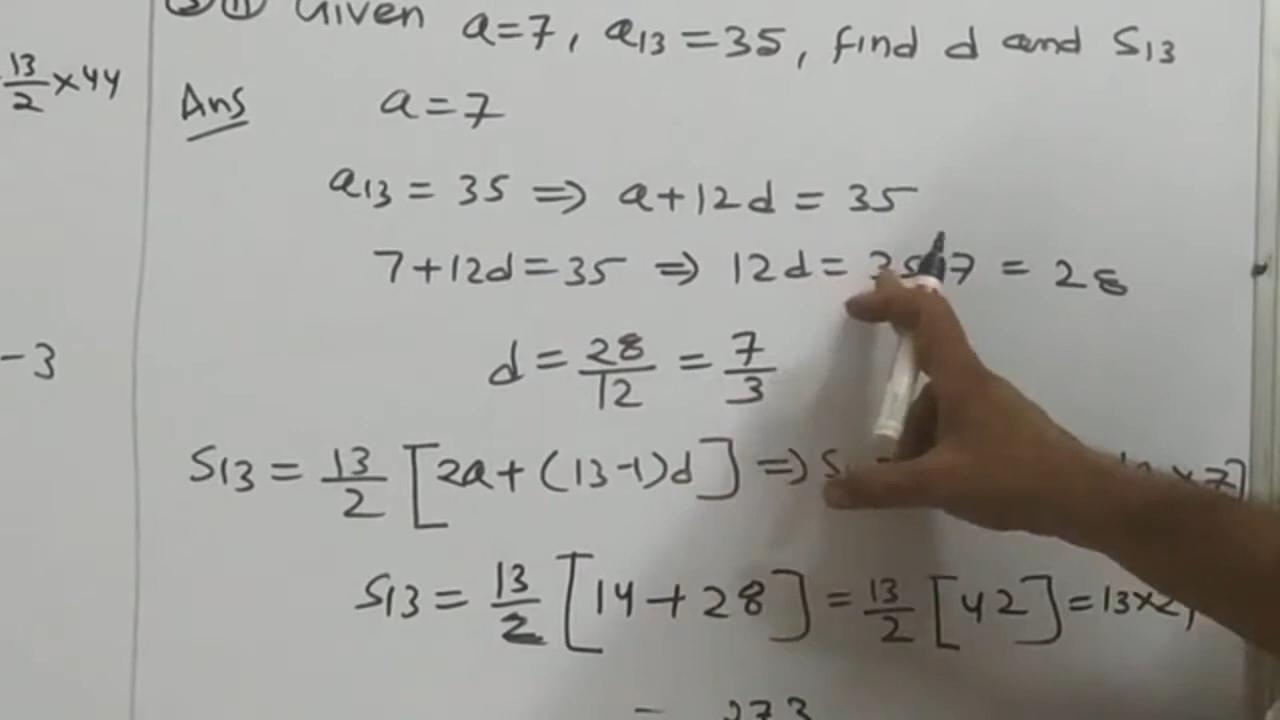 Given a=7, a13=35, find d and S13
13/2 × 44
Ans a=7
a13 = 35 ⇒ a+12d = 35
7+12d=35 ⇒ 12d= 35-7 = 28
-3
d = 28/12 = 7/3
S13 = 13/2 [2a+(13-1)d] ⇒ S
S13 = 13/2 [14+28] = 13/2 [42] = 13×
= 273